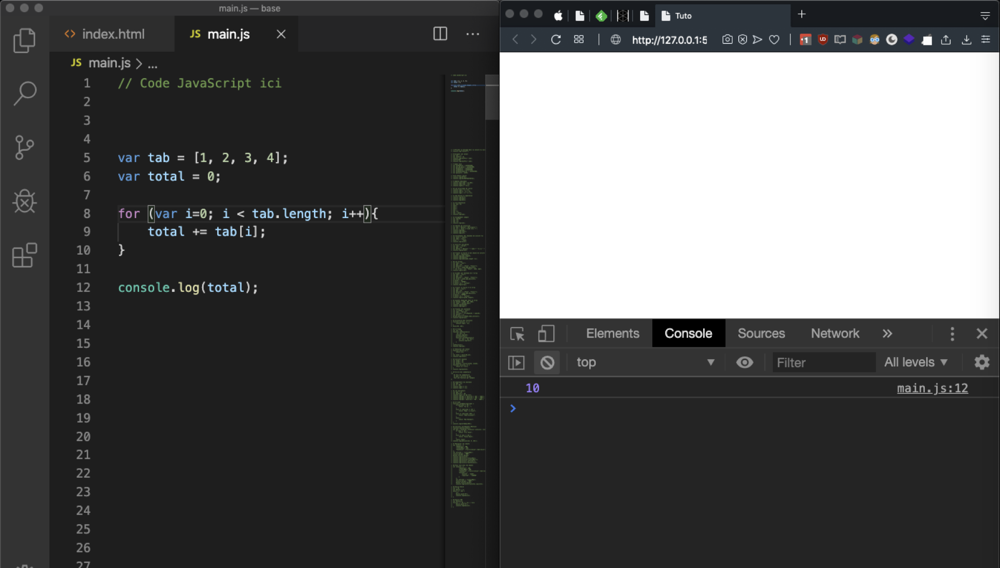 main.js — base
index.html
JS main.js
JS main.js > ...
1 // Code JavaScript ici
2
3
4
5 var tab = [1, 2, 3, 4];
6 var total = 0;
7
8 for (var i=0; i < tab.length; i++){
9 total += tab[i];
10 }
11
12 console.log(total);
13
14
15
16
17
18
19
20
21
22
23
24
25
26
27
Tuto
http://127.0.0.1:5
1
UD
Elements Console Sources Network »
top Filter All levels
10 main.js:12
>